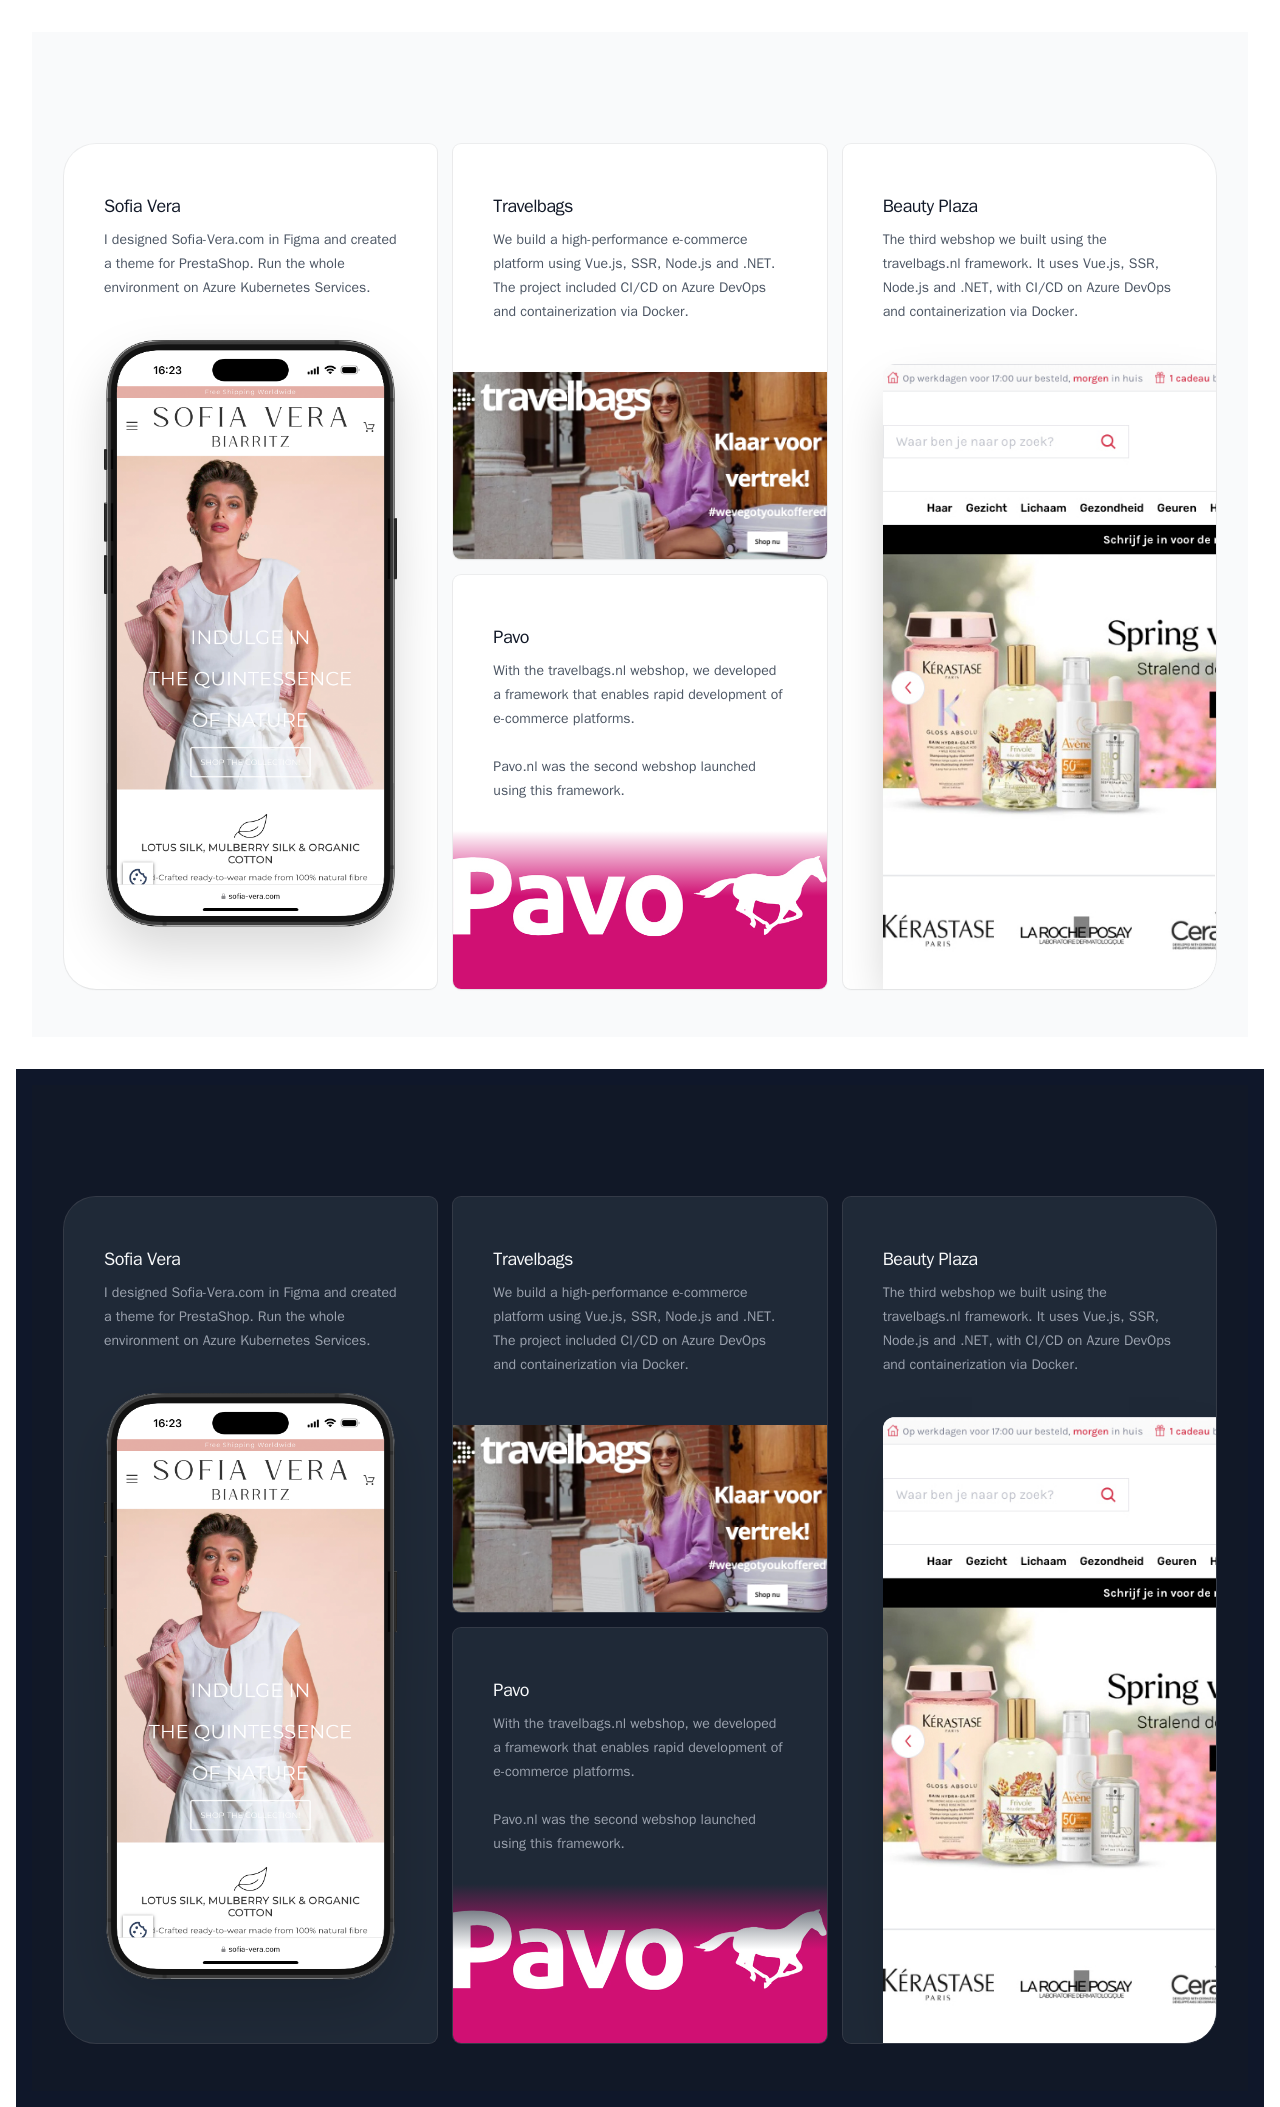 Sofia Vera
I designed Sofia-Vera.com in Figma and created
a theme for PrestaShop. Run the whole
environment on Azure Kubernetes Services.
16:23
Free Shipping Worldwide
SOFIA VERA
BIARRITZ
INDULGE IN
THE QUINTESSENCE
OF NATURE
SHOP THE COLLECTION
LOTUS SILK, MULBERRY SILK & ORGANIC
COTTON
-Crafted ready-to-wear made from 100% natural fibre
sofia-vera.com
Travelbags
We build a high-performance e-commerce
platform using Vue.js, SSR, Node.js and .NET.
The project included CI/CD on Azure DevOps
and containerization via Docker.
travelbags
Klaar voor
vertrek!
#wevegotyoukoffered
Shop nu
Pavo
With the travelbags.nl webshop, we developed
a framework that enables rapid development of
e-commerce platforms.
Pavo.nl was the second webshop launched
using this framework.
Pavo
Beauty Plaza
The third webshop we built using the
travelbags.nl framework. It uses Vue.js, SSR,
Node.js and .NET, with CI/CD on Azure DevOps
and containerization via Docker.
Op werkdagen voor 17:00 uur besteld, morgen in huis 1 cadeau
Waar ben je naar op zoek?
Haar Gezicht Lichaam Gezondheid Geuren H
Schrijf je in voor de
Spring
Stralend
KÉRASTASE
PARIS
K
GLOSS ABSOLU
Frivole
Avène
50
KÉRASTASE
PARIS
LA ROCHE POSAY
LABORATOIRE DERMATOLOGIQUE
Cera
Sofia Vera
I designed Sofia-Vera.com in Figma and created
a theme for PrestaShop. Run the whole
environment on Azure Kubernetes Services.
16:23
Free Shipping Worldwide
SOFIA VERA
BIARRITZ
INDULGE IN
THE QUINTESSENCE
OF NATURE
SHOP THE COLLECTION
LOTUS SILK, MULBERRY SILK & ORGANIC
COTTON
-Crafted ready-to-wear made from 100% natural fibre
sofia-vera.com
Travelbags
We build a high-performance e-commerce
platform using Vue.js, SSR, Node.js and .NET.
The project included CI/CD on Azure DevOps
and containerization via Docker.
travelbags
Klaar voor
vertrek!
#wevegotyoukoffered
Shop nu
Pavo
With the travelbags.nl webshop, we developed
a framework that enables rapid development of
e-commerce platforms.
Pavo.nl was the second webshop launched
using this framework.
Pavo
Beauty Plaza
The third webshop we built using the
travelbags.nl framework. It uses Vue.js, SSR,
Node.js and .NET, with CI/CD on Azure DevOps
and containerization via Docker.
Op werkdagen voor 17:00 uur besteld, morgen in huis 1 cadeau
Waar ben je naar op zoek?
Haar Gezicht Lichaam Gezondheid Geuren H
Schrijf je in voor de
Spring
Stralend
KÉRASTASE
PARIS
K
GLOSS ABSOLU
Frivole
Avène
50
KÉRASTASE
PARIS
LA ROCHE POSAY
LABORATOIRE DERMATOLOGIQUE
Cera